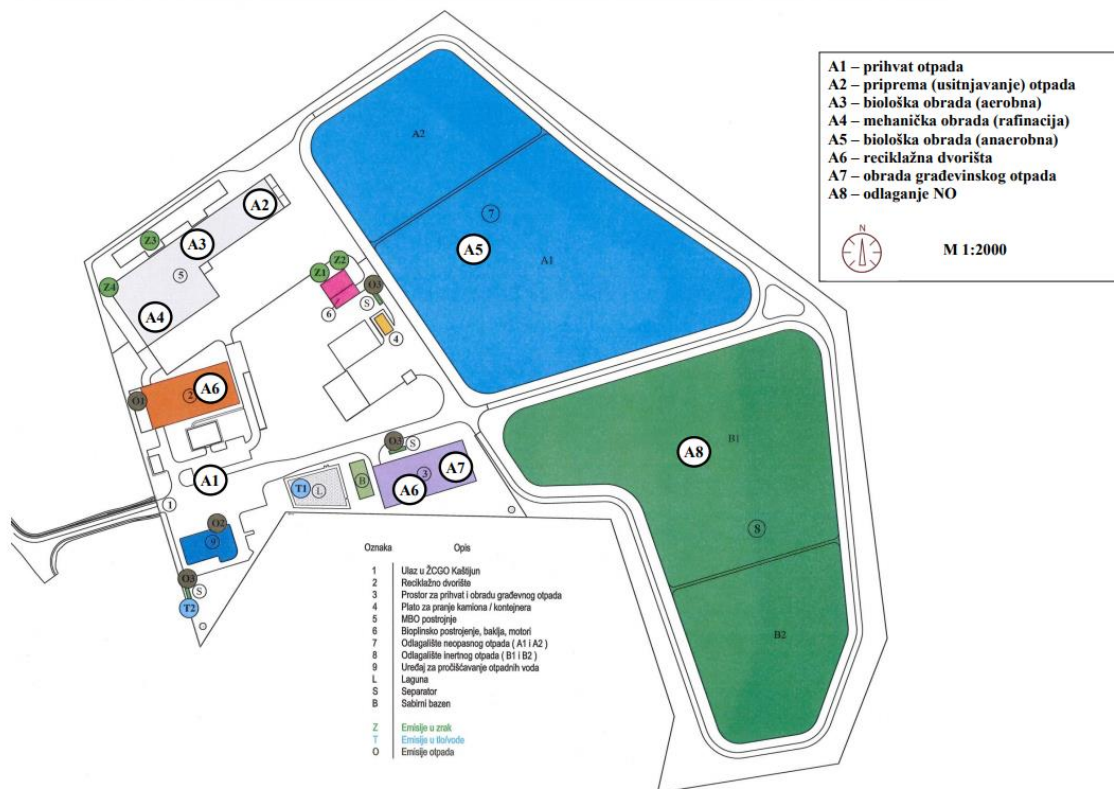 A1 – prihvat otpada
A2 – priprema (usitnjavanje) otpada
A3 – biološka obrada (aerobna)
A4 – mehanička obrada (rafinacija)
A5 – biološka obrada (anaerobna)
A6 – reciklažna dvorišta
A7 – obrada građevinskog otpada
A8 – odlaganje NO
N
M 1:2000
A2
7
A5
A1
A2
A3
Z3
5
Z4
A4
Z2
Z1
O3
S
6
4
A6
2
O1
A1
1
O3
S
3
A7
A6
B
T1
L
O2
9
O3
S
T2
B1
A8
8
B2
Oznaka Opis
1 Ulaz u ŽCGO Kaštijun
2 Reciklažno dvorište
3 Prostor za prihvat i obradu građevnog otpada
4 Plato za pranje kamiona / kontejnera
5 MBO postrojnje
6 Bioplinsko postrojenje, baklja, motori
7 Odlagalište neopasnog otpada ( A1 i A2 )
8 Odlagalište inertnog otpada ( B1 i B2 )
9 Uređaj za pročišćavanje otpadnih voda
L Laguna
S Separator
B Sabirni bazen
Z Emisije u zrak
T Emisije u tlo/vode
O Emisije otpada